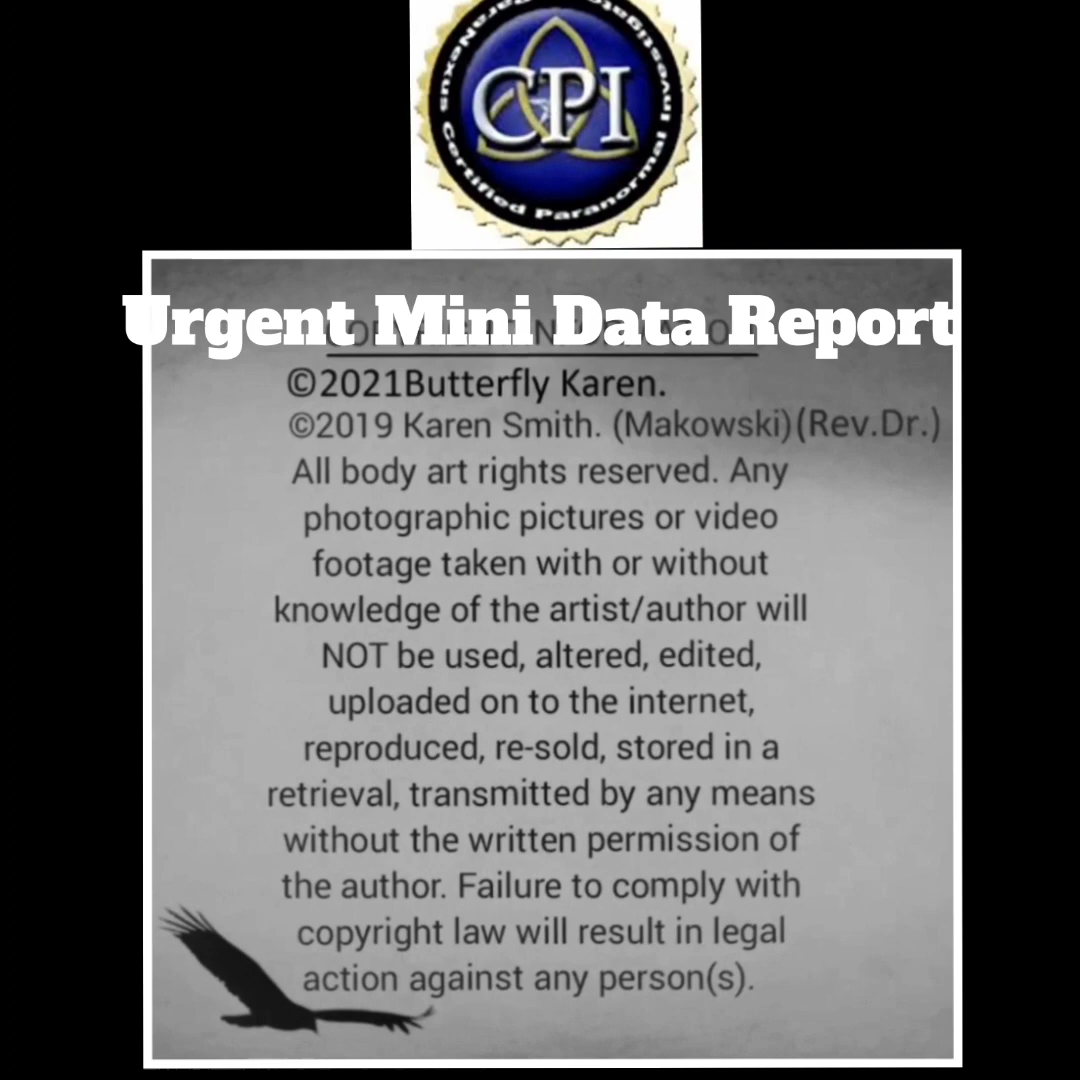 CPI
Certified Paranormal
Urgent Mini Data Report
©2021Butterfly Karen.
©2019 Karen Smith. (Makowski)(Rev.Dr.)
All body art rights reserved. Any
photographic pictures or video
footage taken with or without
knowledge of the artist/author will
NOT be used, altered, edited,
uploaded on to the internet,
reproduced, re-sold, stored in a
retrieval, transmitted by any means
without the written permission of
the author. Failure to comply with
copyright law will result in legal
action against any person(s).